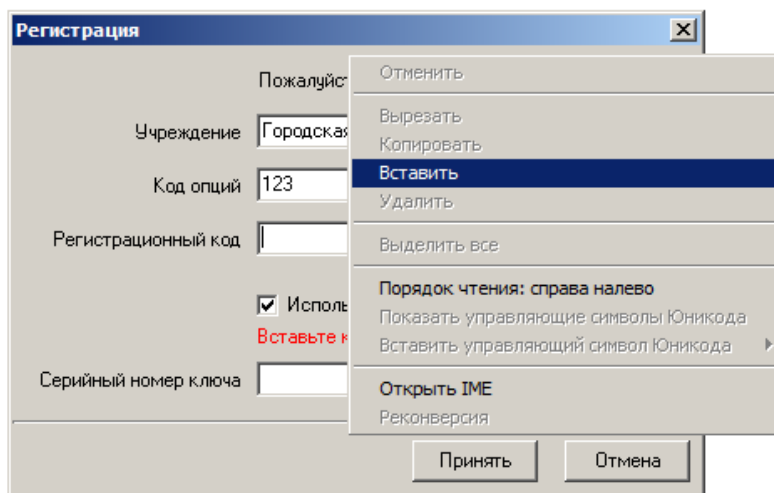 Регистрация
Пожалуйс
Учреждение Городская
Код опций 123
Регистрационный код
Исполь
Вставьте к
Серийный номер ключа
Отменить
Вырезать
Копировать
Вставить
Удалить
Выделить все
Порядок чтения: справа налево
Показать управляющие символы Юникода
Вставить управляющий символ Юникода
Открыть IME
Реконверсия
Принять Отмена